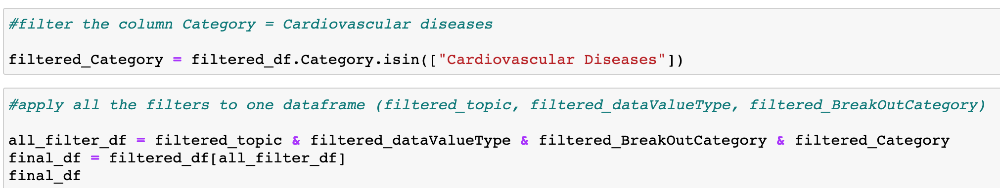 #filter the column Category = Cardiovascular diseases
filtered_Category = filtered_df.Category.isin(["Cardiovascular Diseases"])
#apply all the filters to one dataframe (filtered_topic, filtered_dataValueType, filtered_BreakOutCategory)
all_filter_df = filtered_topic & filtered_dataValueType & filtered_BreakOutCategory & filtered_Category
final_df = filtered_df[all_filter_df]
final_df